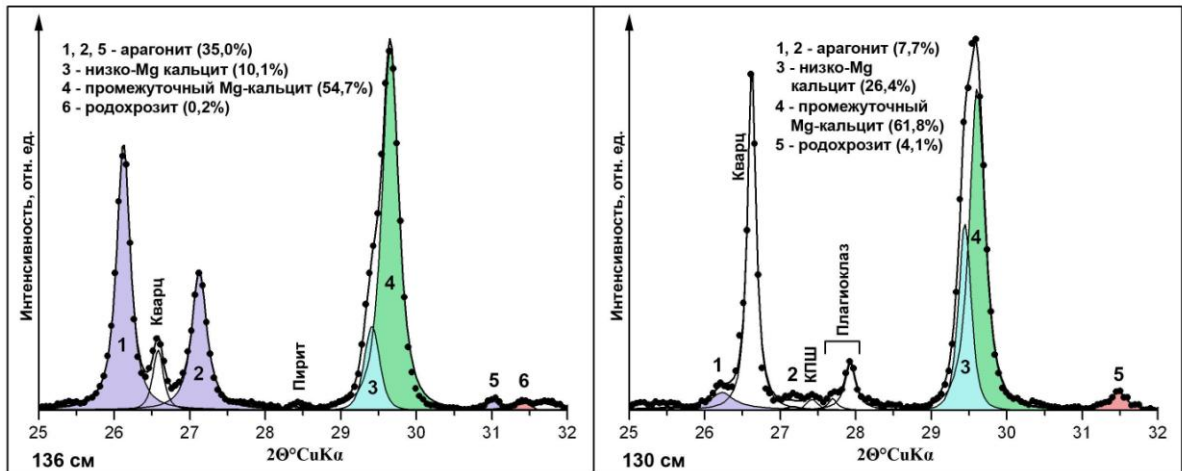 1, 2, 5 - арагонит (35,0%)
3 - низко-Mg кальцит (10,1%)
4 - промежуточный Mg-кальцит (54,7%)
6 - родохрозит (0,2%)
Интенсивность, отн. ед.
1
Кварц
2
Пирит
3
4
5
6
25 26 27 28 29 30 31 32
2Θ°CuKα
136 см
1, 2 - арагонит (7,7%)
3 - низко-Mg
кальцит (26,4%)
4 - промежуточный
Mg-кальцит (61,8%)
5 - родохрозит (4,1%)
Интенсивность, отн. ед.
1
Кварц
2
КПШ
Плагиоклаз
3
4
5
25 26 27 28 29 30 31 32
2Θ°CuKα
130 см